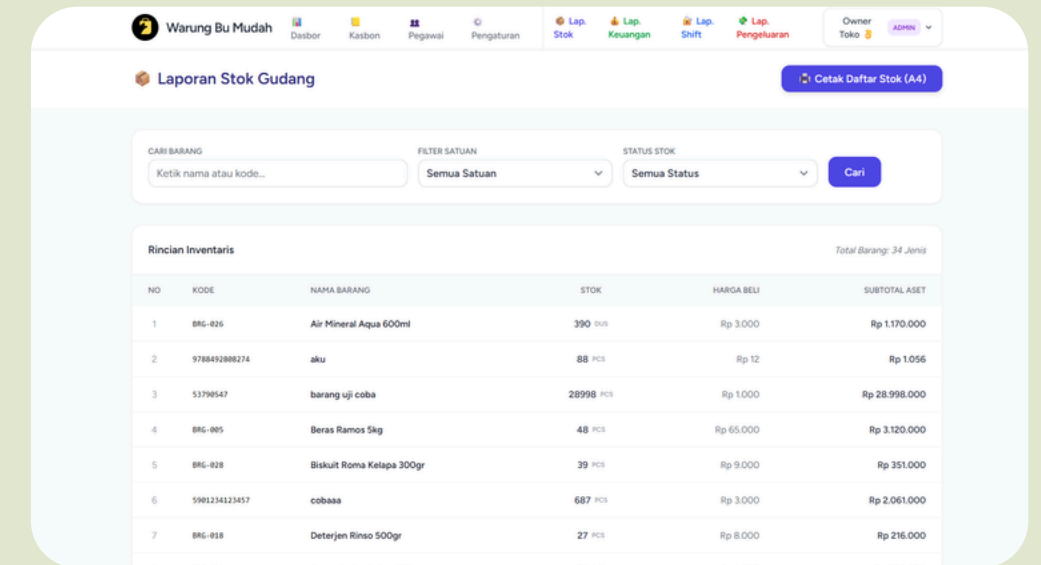 Warung Bu Mudah
Dasbor
Kasbon
Pegawai
Pengaturan
Lap. Stok
Lap. Keuangan
Lap. Shift
Lap. Pengeluaran
Owner Toko
ADMIN
Laporan Stok Gudang
Cetak Daftar Stok (A4)
CARI BARANG
FILTER SATUAN
STATUS STOK
Ketik nama atau kode...
Semua Satuan
Semua Status
Cari
Rincian Inventaris
Total Barang: 34 Jenis
NO KODE NAMA BARANG STOK HARGA BELI SUBTOTAL ASET
1 BRG-026 Air Mineral Aqua 600ml 390 DUS Rp 3.000 Rp 1.170.000
2 9788492808274 aku 88 PCS Rp 12 Rp 1.056
3 53790547 barang uji coba 28998 PCS Rp 1.000 Rp 28.998.000
4 BRG-005 Beras Ramos 5kg 48 PCS Rp 65.000 Rp 3.120.000
5 BRG-028 Biskuit Roma Kelapa 300gr 39 PCS Rp 9.000 Rp 351.000
6 5901234123457 cobaaa 687 PCS Rp 3.000 Rp 2.061.000
7 BRG-018 Deterjen Rinso 500gr 27 PCS Rp 8.000 Rp 216.000